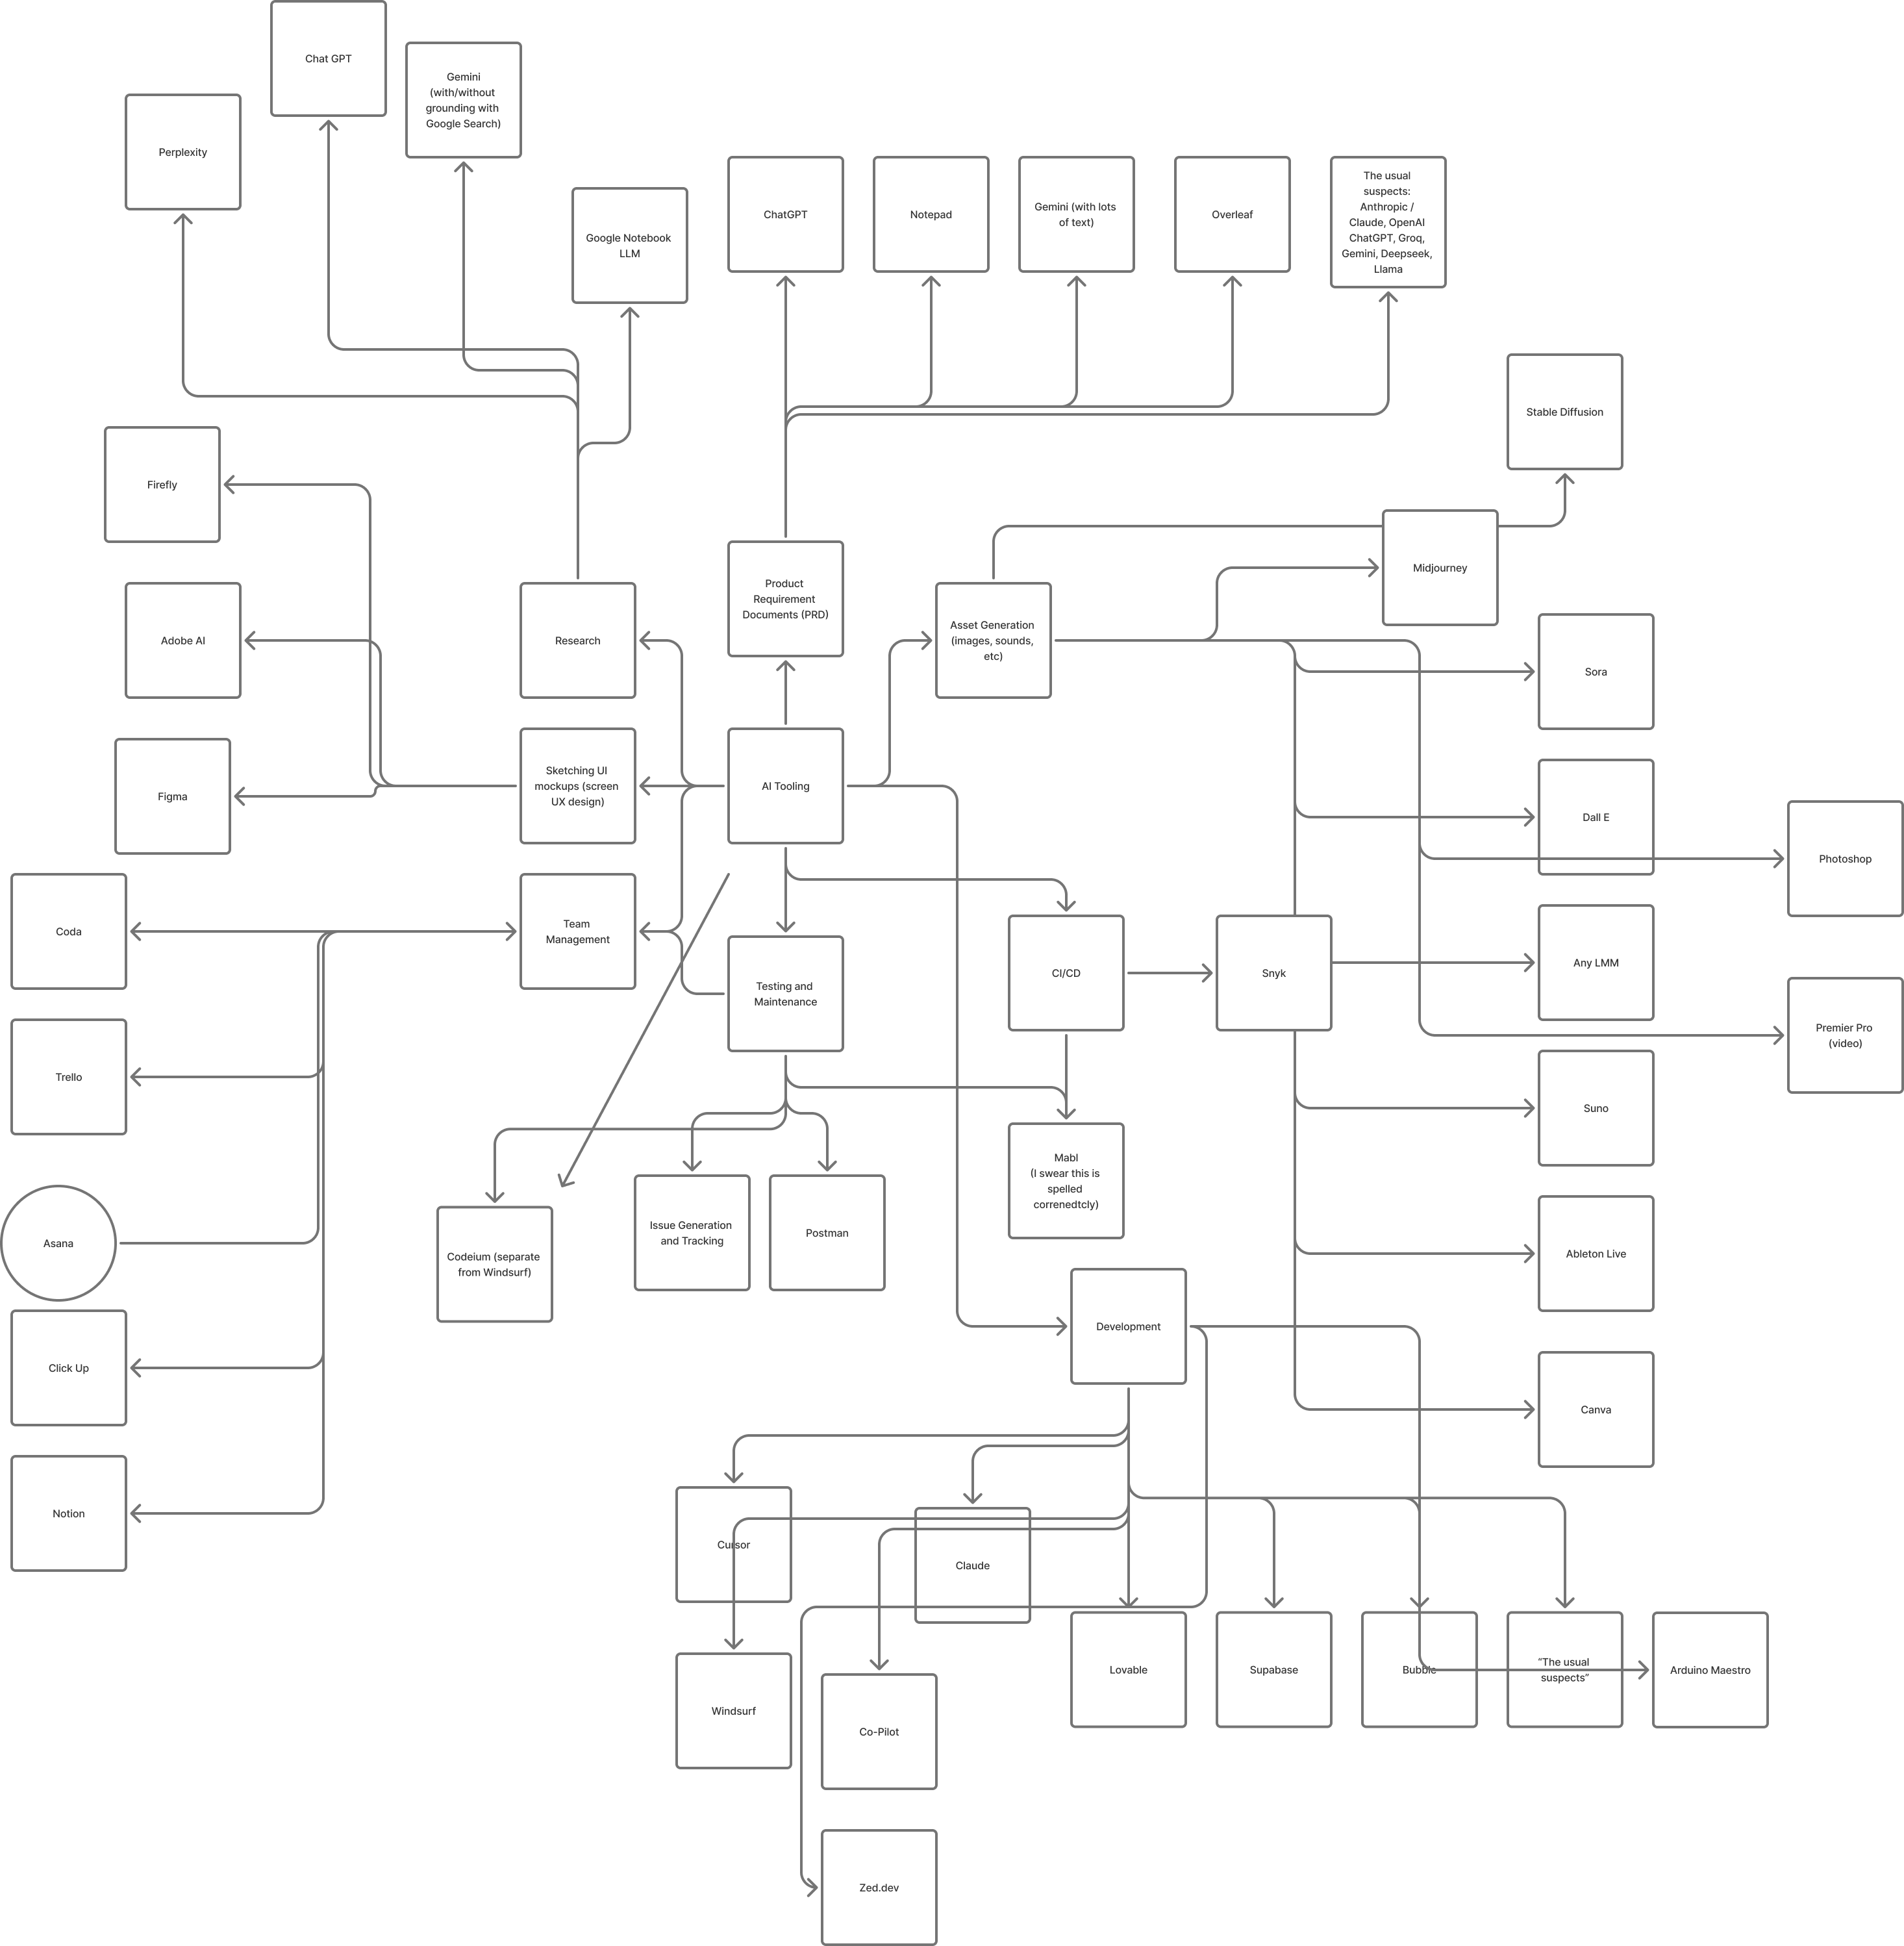 Chat GPT
Gemini
(with/without
grounding with
Google Search)
Perplexity
Google Notebook
LLM
ChatGPT
Notepad
Gemini (with lots
of text)
Overleaf
The usual
suspects:
Anthropic /
Claude, OpenAI
ChatGPT, Groq,
Gemini, Deepseek,
Llama
Stable Diffusion
Firefly
Midjourney
Product
Requirement
Documents (PRD)
Adobe AI
Research
Asset Generation
(images, sounds,
etc)
Sora
Figma
Sketching UI
mockups (screen
UX design)
AI Tooling
Dall E
Photoshop
Coda
Team
Management
Testing and
Maintenance
CI/CD
Snyk
Any LMM
Premier Pro
(video)
Trello
Suno
Mabl
(I swear this is
spelled
correnedtcly)
Asana
Codeium (separate
from Windsurf)
Issue Generation
and Tracking
Postman
Ableton Live
Development
Click Up
Canva
Notion
Cursor
Claude
Windsurf
Co-Pilot
Lovable
Supabase
Bubble
“The usual
suspects”
Arduino Maestro
Zed.dev